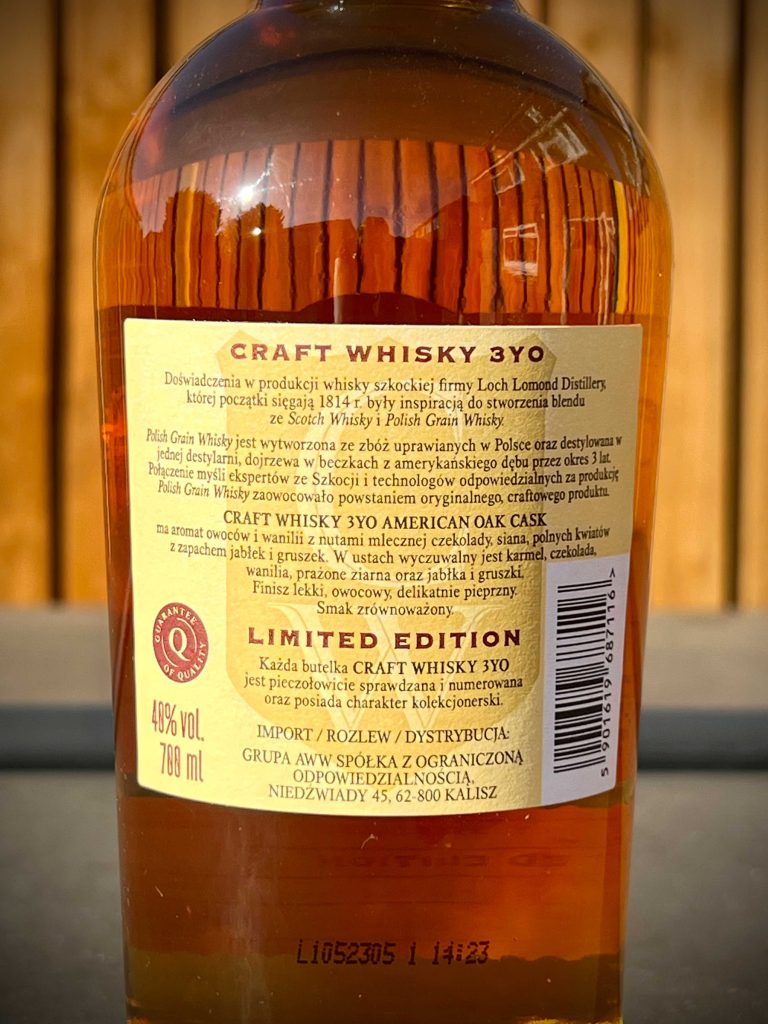 CRAFT WHISKY 3YO
Doświadczenia w produkcji whisky szkockiej firmy Loch Lomond Distillery,
której początki sięgają 1814 r. były inspiracją do stworzenia blendu
ze Scotch Whisky i Polish Grain Whisky.
Polish Grain Whisky jest wytworzona ze zbóż uprawianych w Polsce oraz destylowana w
jednej destylarni, dojrzewa w beczkach z amerykańskiego dębu przez okres 3 lat.
Połączenie myśli ekspertów ze Szkocji i technologów odpowiedzialnych za produkcję
Polish Grain Whisky zaowocowało powstaniem oryginalnego, craftowego produktu.
CRAFT WHISKY 3YO AMERICAN OAK CASK
ma aromat owoców i wanilii z nutami mlecznej czekolady, siana, polnych kwiatów
z zapachem jabłek i gruszek. W ustach wyczuwalny jest karmel, czekolada,
wanilia, prażone ziarna oraz jabłka i gruszki.
Finisz lekki, owocowy, delikatnie pieprzny.
Smak zrównoważony.
GUARANTEE
Q
OF QUALITY
LIMITED EDITION
Każda butelka CRAFT WHISKY 3YO
jest pieczołowicie sprawdzana i numerowana
oraz posiada charakter kolekcjonerski.
40% vol.
700 ml
IMPORT / ROZLEW / DYSTRYBUCJA:
GRUPA AWW SPÓŁKA Z OGRANICZONĄ
ODPOWIEDZIALNOŚCIĄ,
NIEDŹWIADY 45, 62-800 KALISZ
5 901619 687116 >
L1052305 1 14:23